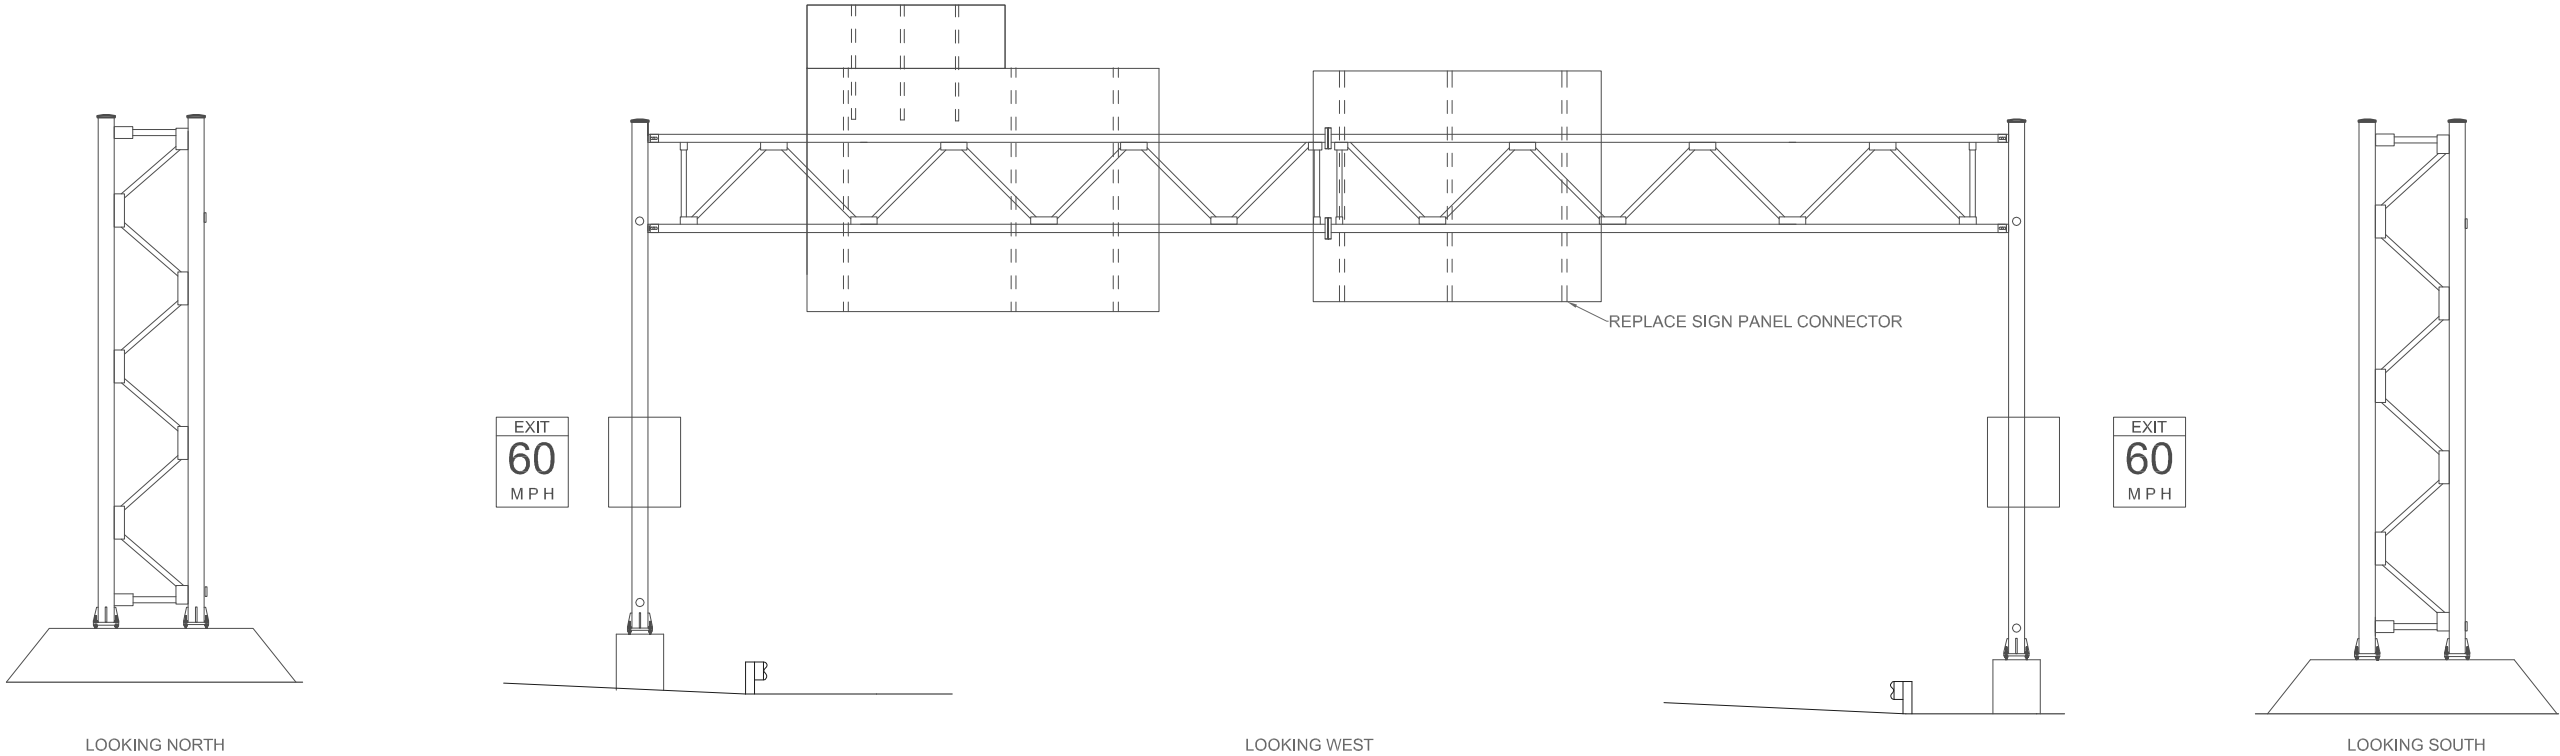 REPLACE SIGN PANEL CONNECTOR
EXIT
60
MPH
EXIT
60
MPH
LOOKING NORTH
LOOKING WEST
LOOKING SOUTH